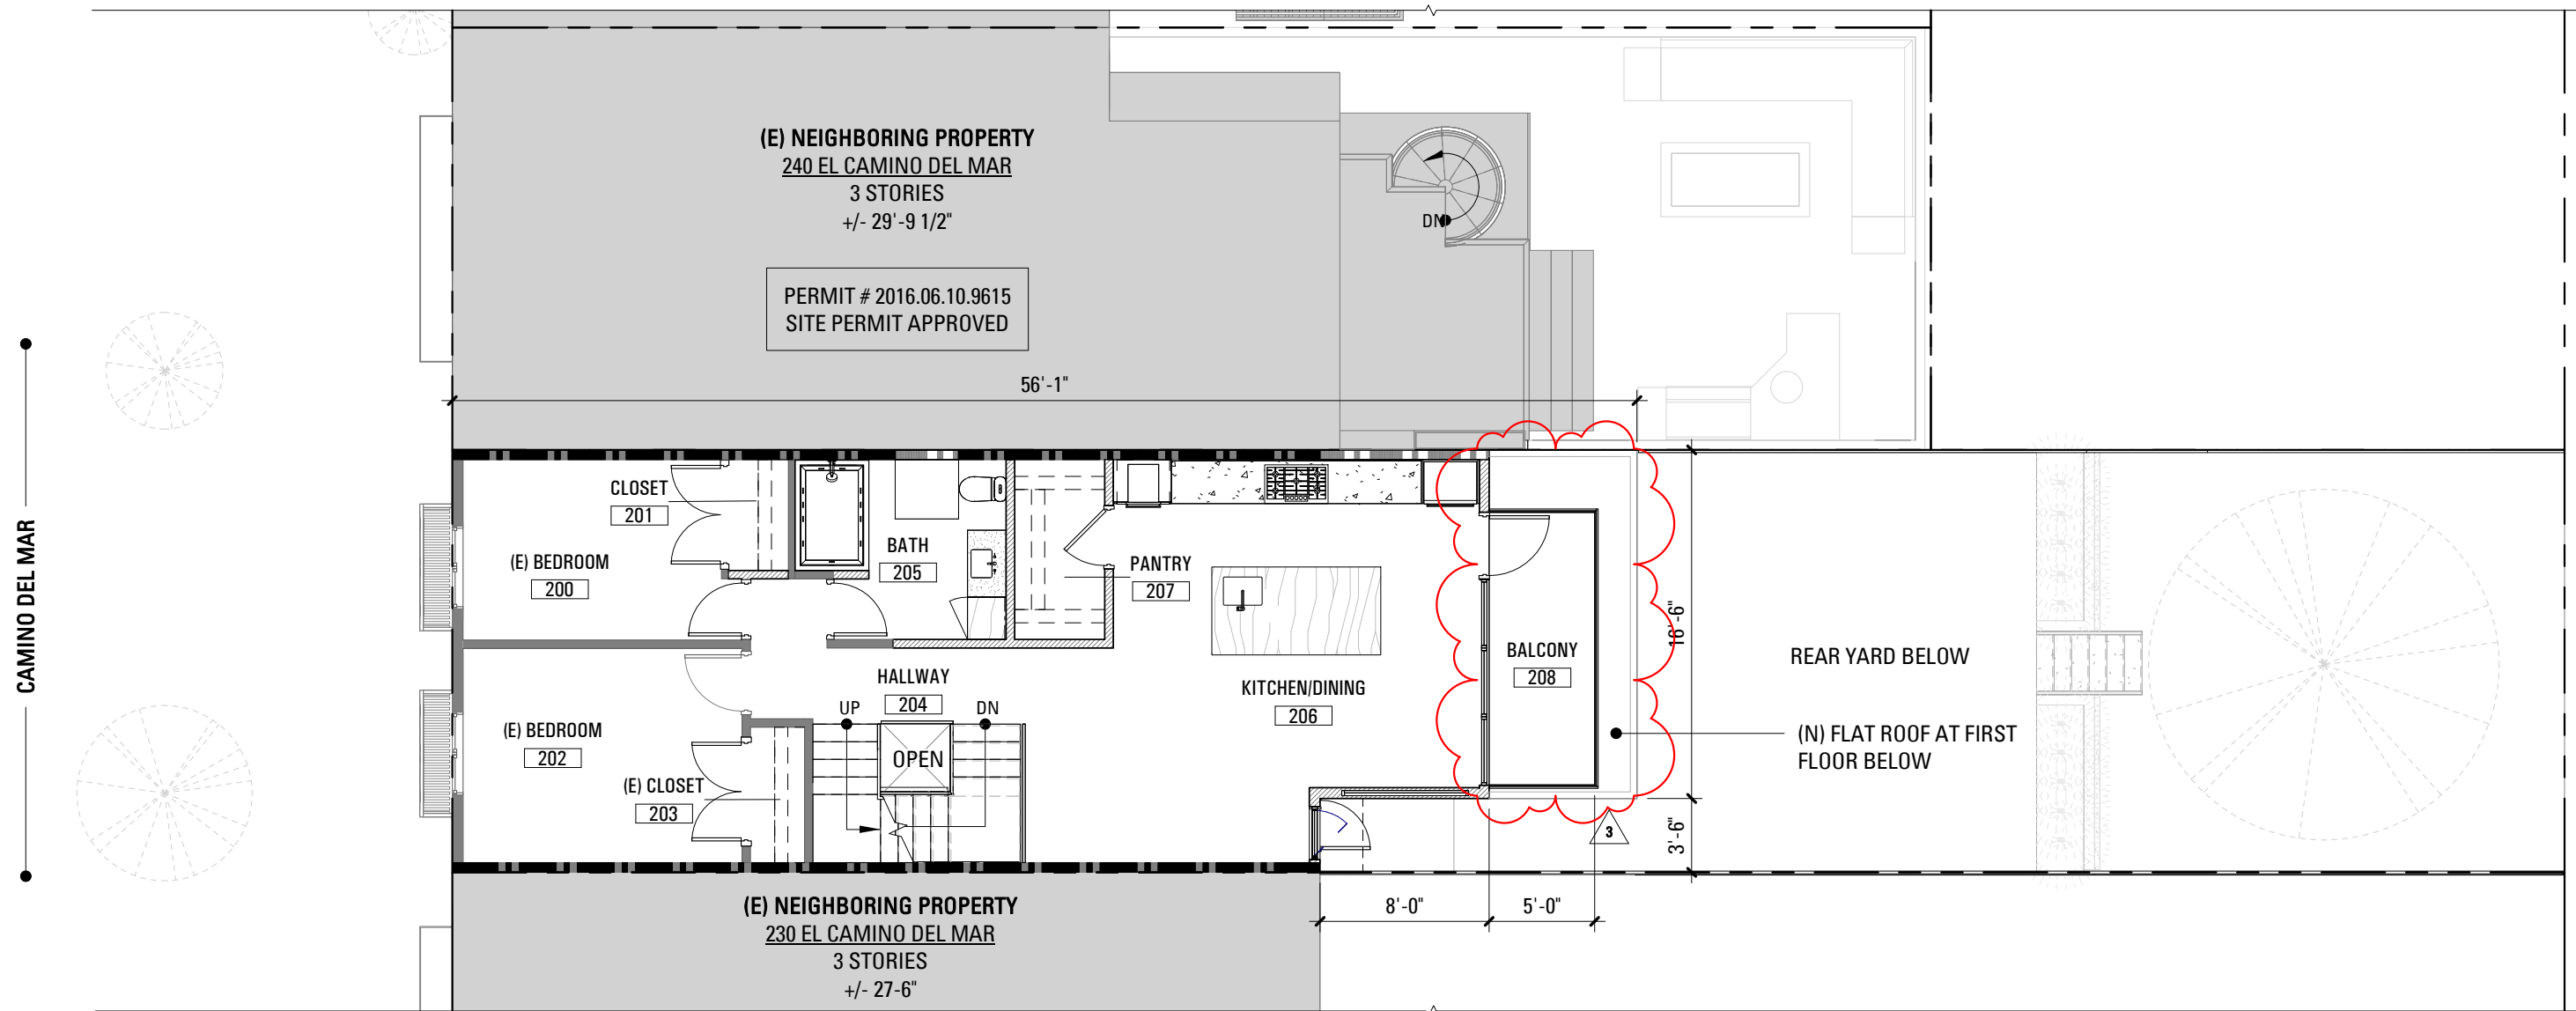 (E) NEIGHBORING PROPERTY
240 EL CAMINO DEL MAR
3 STORIES
+/- 29'-9 1/2"
DN
PERMIT # 2016.06.10.9615
SITE PERMIT APPROVED
56'-1"
CAMINO DEL MAR
CLOSET
201
(E) BEDROOM
200
BATH
205
PANTRY
207
HALLWAY
204
UP
DN
OPEN
(E) BEDROOM
202
(E) CLOSET
203
KITCHEN/DINING
206
BALCONY
208
16'-6"
REAR YARD BELOW
(N) FLAT ROOF AT FIRST
FLOOR BELOW
3
3'-6"
8'-0"
5'-0"
(E) NEIGHBORING PROPERTY
230 EL CAMINO DEL MAR
3 STORIES
+/- 27-6"